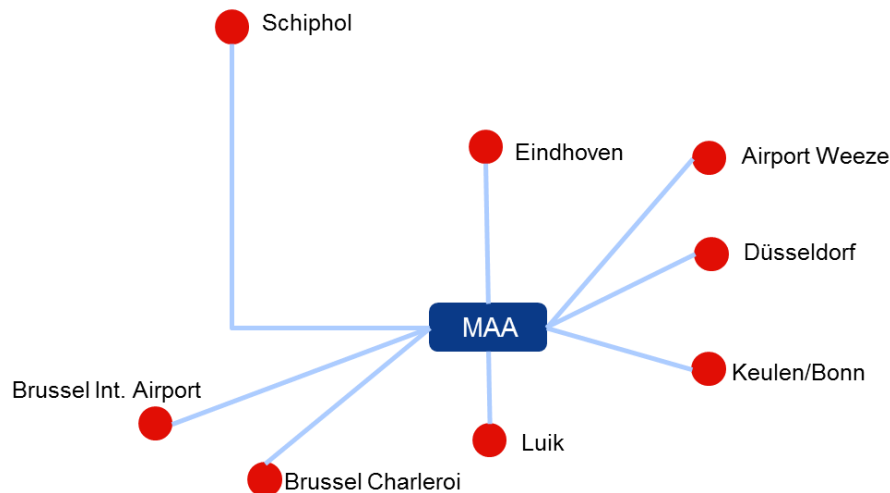 Schiphol
Eindhoven
Airport Weeze
Düsseldorf
MAA
Keulen/Bonn
Brussel Int. Airport
Luik
Brussel Charleroi